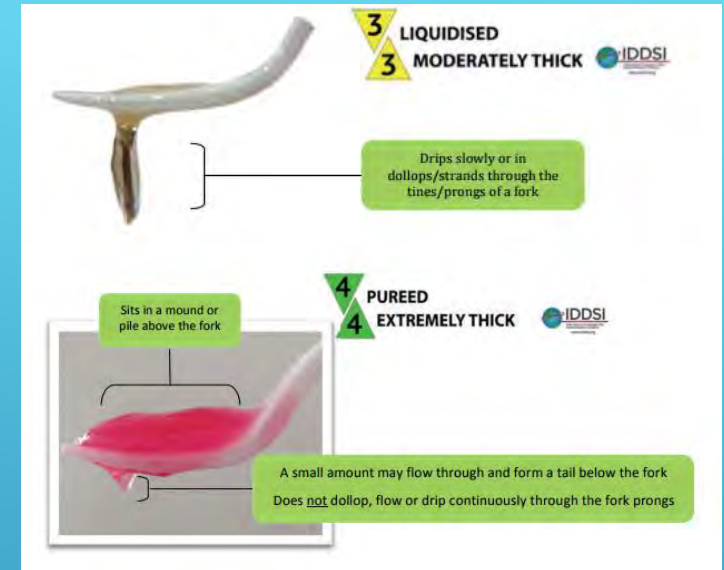 3
3
LIQUIDISED
MODERATELY THICK
IDDSI
Drips slowly or in
dollops/strands through the
tines/prongs of a fork
4
4
PUREED
EXTREMELY THICK
IDDSI
Sits in a mound or
pile above the fork
A small amount may flow through and form a tail below the fork
Does not dollop, flow or drip continuously through the fork prongs